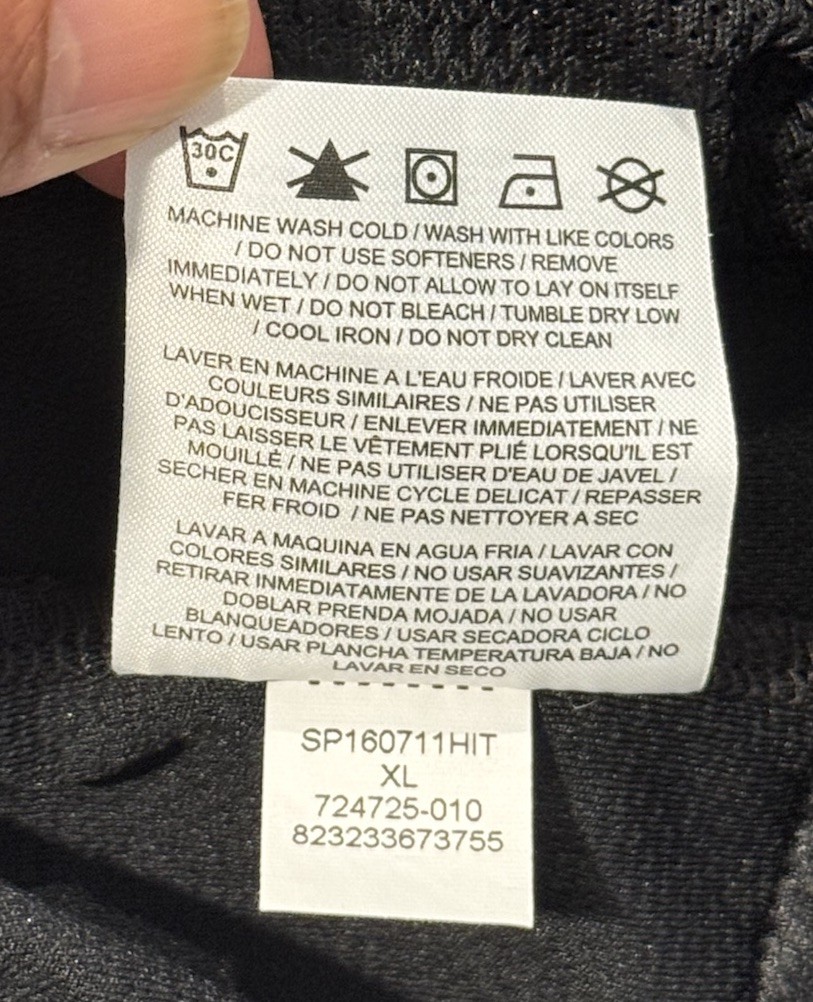 30C
MACHINE WASH COLD / WASH WITH LIKE COLORS
/ DO NOT USE SOFTENERS / REMOVE
IMMEDIATELY / DO NOT ALLOW TO LAY ON ITSELF
WHEN WET / DO NOT BLEACH / TUMBLE DRY LOW
/ COOL IRON / DO NOT DRY CLEAN
LAVER EN MACHINE A L'EAU FROIDE / LAVER AVEC
COULEURS SIMILAIRES / NE PAS UTILISER
D'ADOUCISSEUR / ENLEVER IMMEDIATEMENT / NE
PAS LAISSER LE VÊTEMENT PLIÉ LORSQU'IL EST
MOUILLÉ / NE PAS UTILISER D'EAU DE JAVEL /
SECHER EN MACHINE CYCLE DELICAT / REPASSER
FER FROID / NE PAS NETTOYER A SEC
LAVAR A MAQUINA EN AGUA FRIA / LAVAR CON
COLORES SIMILARES / NO USAR SUAVIZANTES /
RETIRAR INMEDIATAMENTE DE LA LAVADORA / NO
DOBLAR PRENDA MOJADA / NO USAR
BLANQUEADORES / USAR SECADORA CICLO
LENTO / USAR PLANCHA TEMPERATURA BAJA / NO
LAVAR EN SECO
SP160711HIT
XL
724725-010
823233673755